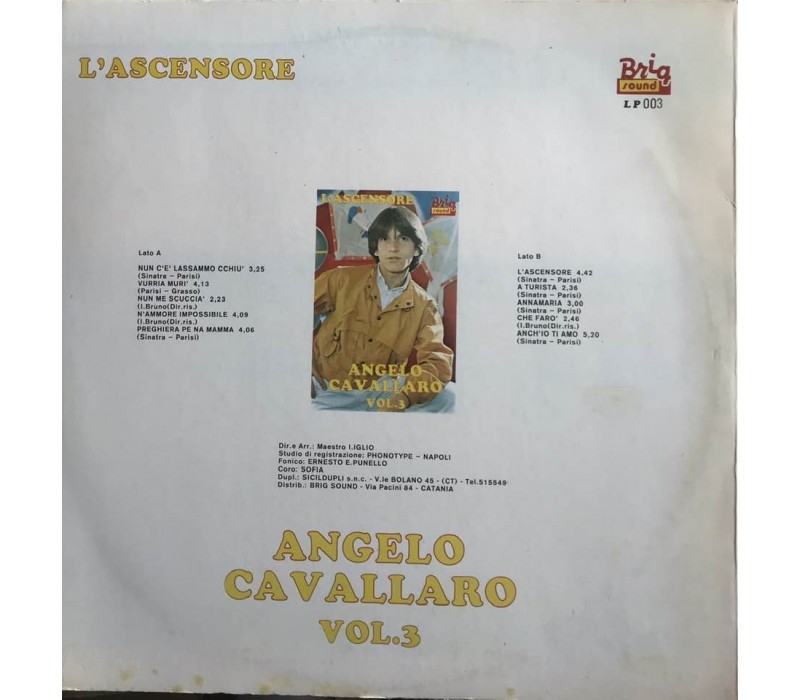 L'ASCENSORE
Brig
sound
LP 003
L'ASCENSORE
Brig
sound
ANGELO
CAVALLARO
VOL.3
Lato A
NUN C'E' LASSAMMO CCHIU' 3,25
(Sinatra – Parisi)
VURRIA MURI' 4,13
(Parisi – Grasso)
NUN ME SCUCCIA' 2,23
(I.Bruno(Dir.ris.)
N'AMMORE IMPOSSIBILE 4,09
(I.Bruno(Dir.ris.)
PREGHIERA PE NA MAMMA 4,06
(Sinatra – Parisi)
Lato B
L'ASCENSORE 4,42
(Sinatra – Parisi)
A TURISTA 2,36
(Sinatra – Parisi)
ANNAMARIA 3,00
(Sinatra – Parisi)
CHE FARO' 2,46
(I.Bruno(Dir.ris.)
ANCH'IO TI AMO 5,20
(Sinatra – Parisi)
Dir.e Arr.: Maestro I.IGLIO
Studio di registrazione: PHONOTYPE – NAPOLI
Fonico: ERNESTO E.PUNELLO
Coro: SOFIA
Dupl.: SICILDUPLI s.n.c. - V.le BOLANO 45 - (CT) - Tel.515549
Distrib.: BRIG SOUND - Via Pacini 84 - CATANIA
ANGELO
CAVALLARO
VOL.3